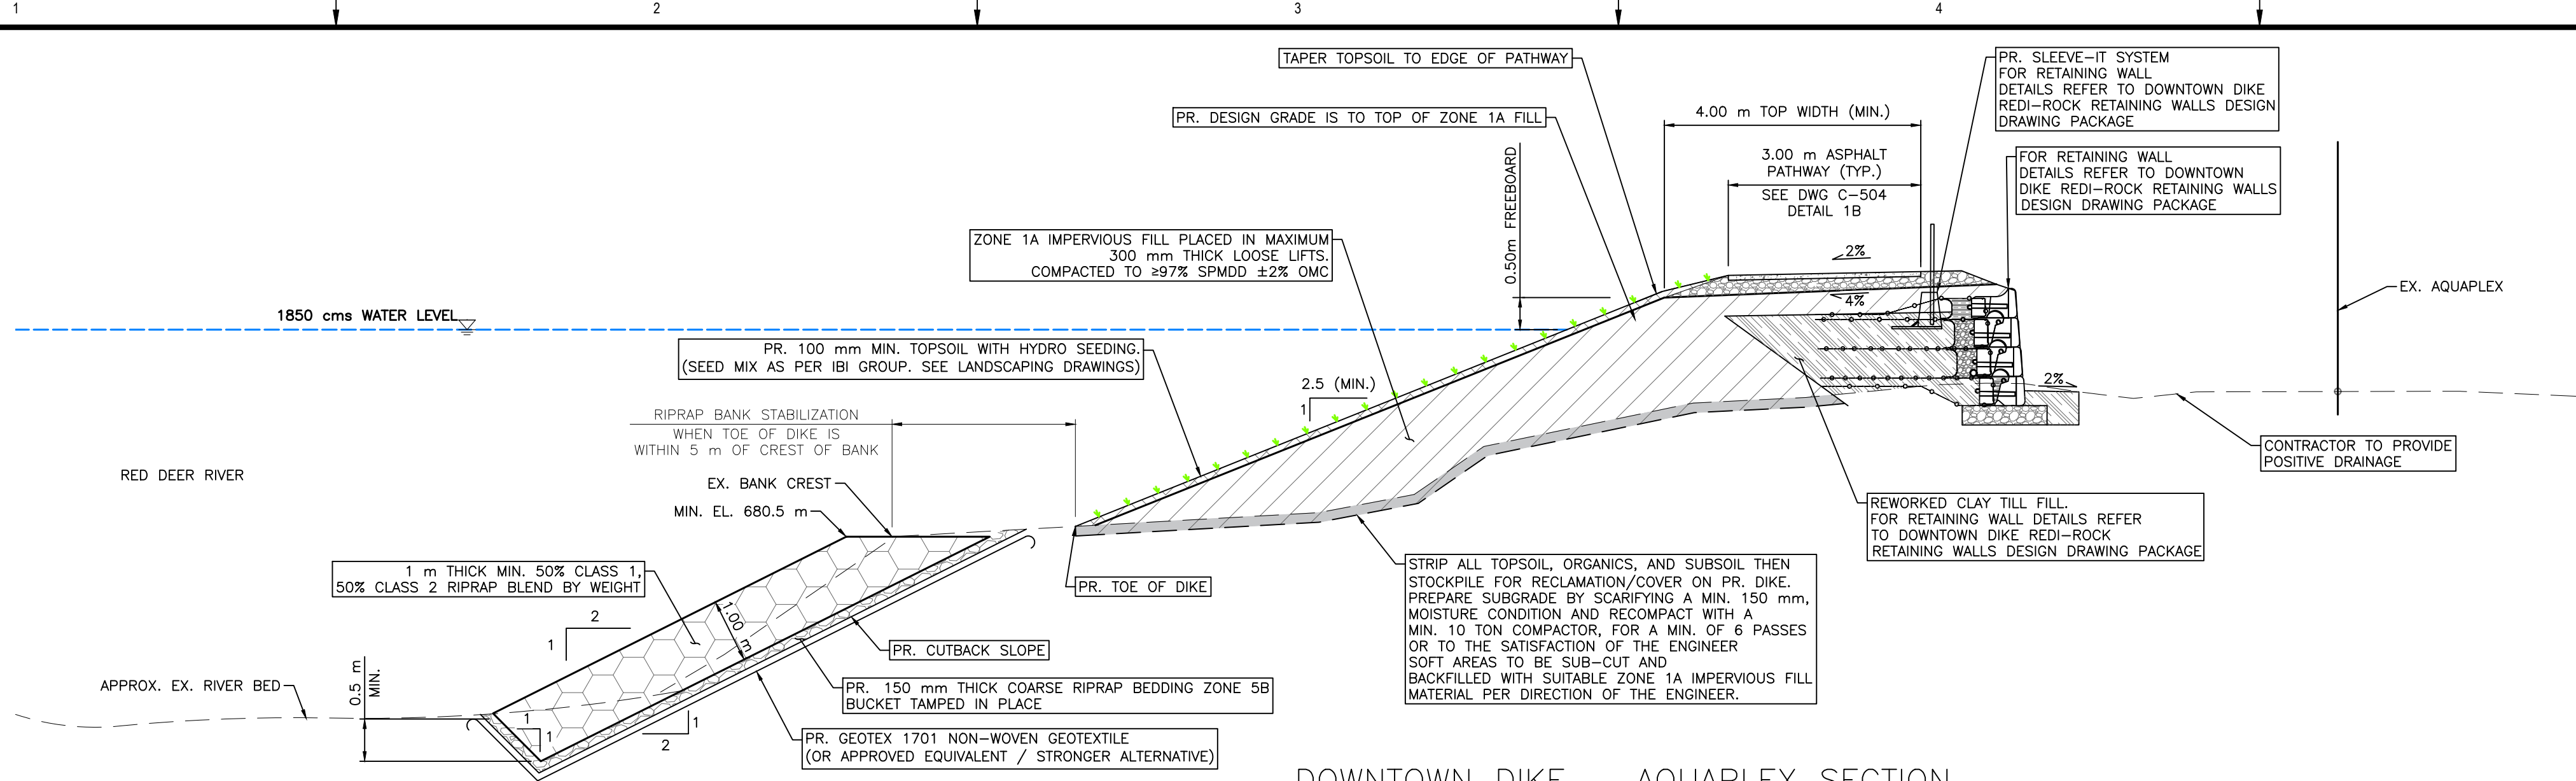 1
2
3
4
TAPER TOPSOIL TO EDGE OF PATHWAY
PR. DESIGN GRADE IS TO TOP OF ZONE 1A FILL
4.00 m TOP WIDTH (MIN.)
3.00 m ASPHALT
PATHWAY (TYP.)
SEE DWG C-504
DETAIL 1B
PR. SLEEVE-IT SYSTEM
FOR RETAINING WALL
DETAILS REFER TO DOWNTOWN DIKE
REDI-ROCK RETAINING WALLS DESIGN
DRAWING PACKAGE
FOR RETAINING WALL
DETAILS REFER TO DOWNTOWN
DIKE REDI-ROCK RETAINING WALLS
DESIGN DRAWING PACKAGE
0.50m FREEBOARD
ZONE 1A IMPERVIOUS FILL PLACED IN MAXIMUM
300 mm THICK LOOSE LIFTS.
COMPACTED TO ≥97% SPMDD ±2% OMC
2%
4%
EX. AQUAPLEX
1850 cms WATER LEVEL
PR. 100 mm MIN. TOPSOIL WITH HYDRO SEEDING.
(SEED MIX AS PER IBI GROUP. SEE LANDSCAPING DRAWINGS)
2.5 (MIN.)
1
2%
RIPRAP BANK STABILIZATION
WHEN TOE OF DIKE IS
WITHIN 5 m OF CREST OF BANK
CONTRACTOR TO PROVIDE
POSITIVE DRAINAGE
RED DEER RIVER
EX. BANK CREST
MIN. EL. 680.5 m
REWORKED CLAY TILL FILL.
FOR RETAINING WALL DETAILS REFER
TO DOWNTOWN DIKE REDI-ROCK
RETAINING WALLS DESIGN DRAWING PACKAGE
1 m THICK MIN. 50% CLASS 1,
50% CLASS 2 RIPRAP BLEND BY WEIGHT
PR. TOE OF DIKE
STRIP ALL TOPSOIL, ORGANICS, AND SUBSOIL THEN
STOCKPILE FOR RECLAMATION/COVER ON PR. DIKE.
PREPARE SUBGRADE BY SCARIFYING A MIN. 150 mm,
MOISTURE CONDITION AND RECOMPACT WITH A
MIN. 10 TON COMPACTOR, FOR A MIN. OF 6 PASSES
OR TO THE SATISFACTION OF THE ENGINEER
SOFT AREAS TO BE SUB-CUT AND
BACKFILLED WITH SUITABLE ZONE 1A IMPERVIOUS FILL
MATERIAL PER DIRECTION OF THE ENGINEER.
2
1
1.00 m
PR. CUTBACK SLOPE
APPROX. EX. RIVER BED
0.5 m
MIN.
PR. 150 mm THICK COARSE RIPRAP BEDDING ZONE 5B
BUCKET TAMPED IN PLACE
1
1
1
2
PR. GEOTEX 1701 NON-WOVEN GEOTEXTILE
(OR APPROVED EQUIVALENT / STRONGER ALTERNATIVE)
DOWNTOWN DIKE AQUAPLEX SECTION